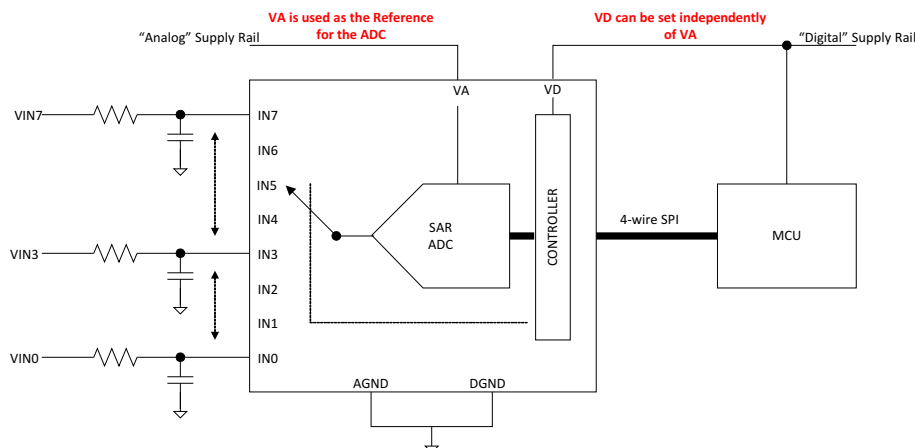 VA is used as the Reference
for the ADC
VD can be set independently
of VA
“Analog” Supply Rail
“Digital” Supply Rail
VA
VD
VIN7
IN7
IN6
IN5
IN4
SAR
ADC
CONTROLLER
4-wire SPI
MCU
VIN3
IN3
IN2
IN1
VIN0
IN0
AGND
DGND